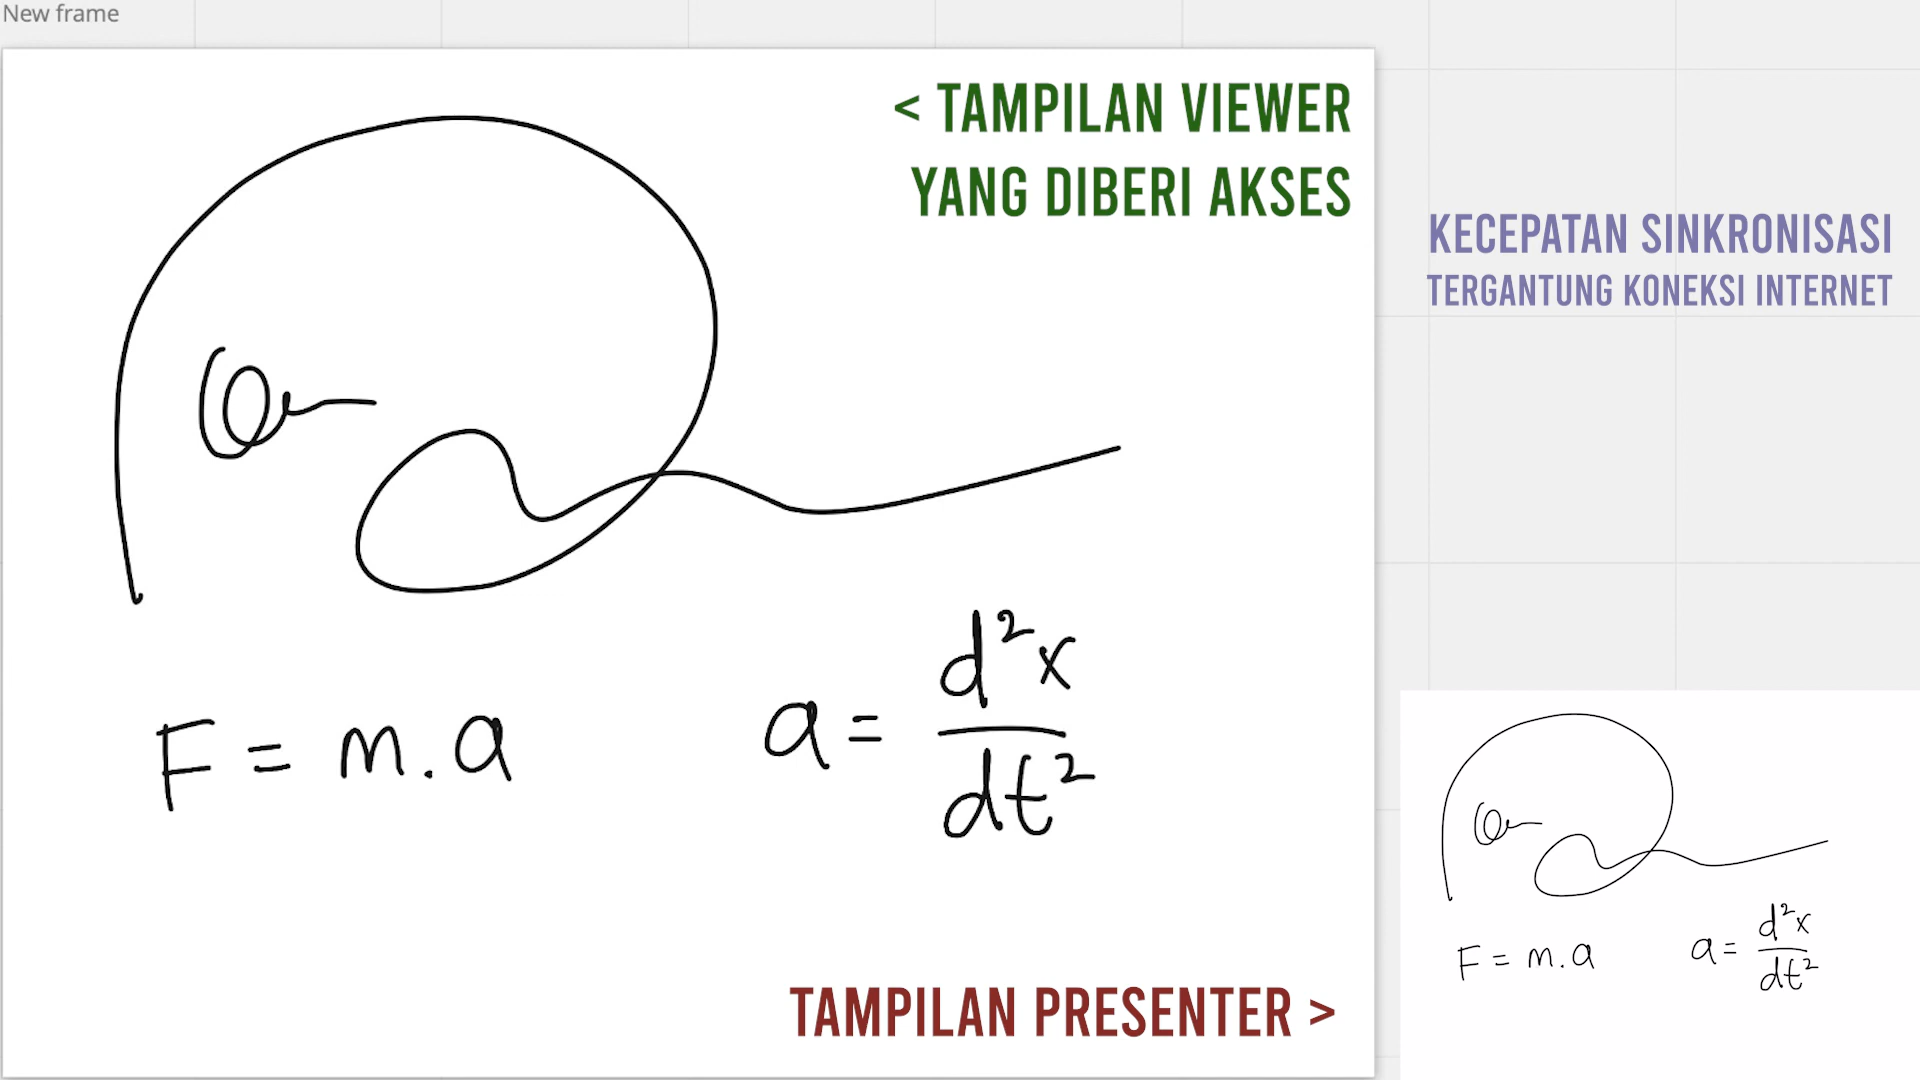 New frame
< TAMPILAN VIEWER
YANG DIBERI AKSES
KECEPATAN SINKRONISASI
TERGANTUNG KONEKSI INTERNET
F = m.a
a = d²x/dt²
TAMPILAN PRESENTER >
F = m.a
a = d²x/dt²